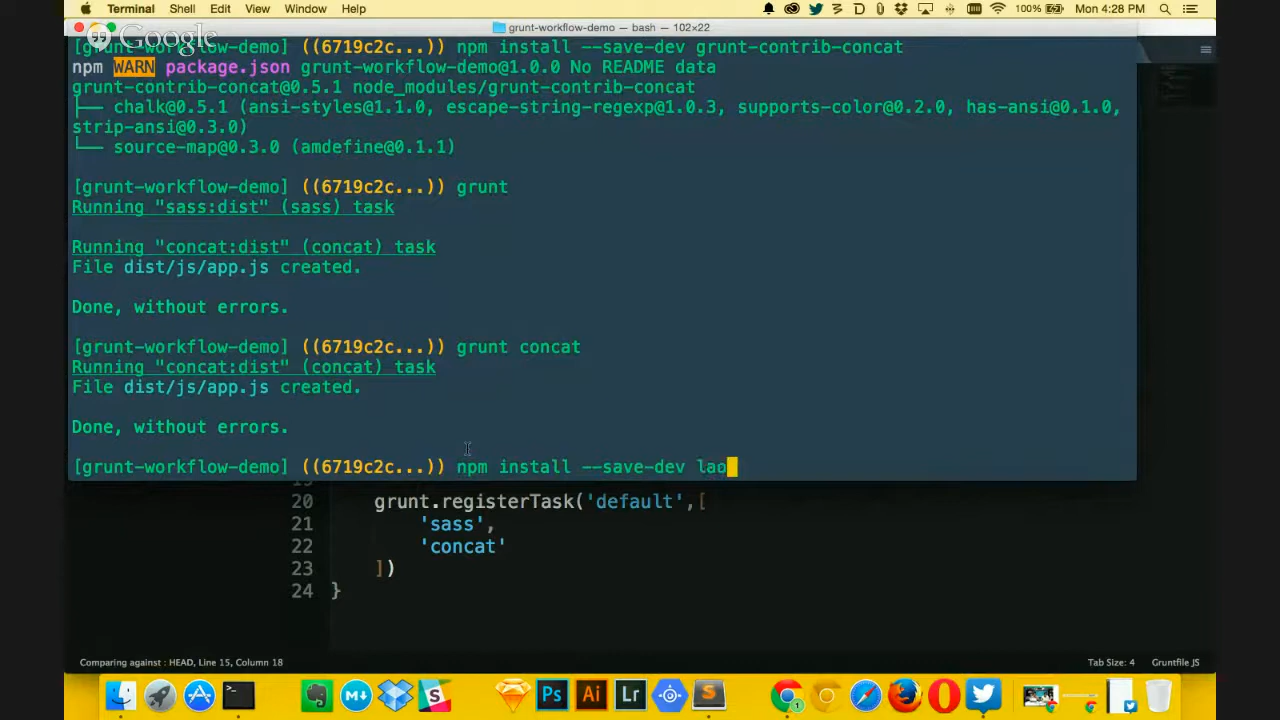 Terminal Shell Edit View Window Help 100% Mon 4:28 PM
grunt-workflow-demo — bash — 102×22
Google
[grunt-workflow-demo] ((6719c2c...)) npm install --save-dev grunt-contrib-concat
npm WARN package.json grunt-workflow-demo@1.0.0 No README data
grunt-contrib-concat@0.5.1 node_modules/grunt-contrib-concat
├── chalk@0.5.1 (ansi-styles@1.1.0, escape-string-regexp@1.0.3, supports-color@0.2.0, has-ansi@0.1.0,
strip-ansi@0.3.0)
└── source-map@0.3.0 (amdefine@0.1.1)
[grunt-workflow-demo] ((6719c2c...)) grunt
Running "sass:dist" (sass) task
Running "concat:dist" (concat) task
File dist/js/app.js created.
Done, without errors.
[grunt-workflow-demo] ((6719c2c...)) grunt concat
Running "concat:dist" (concat) task
File dist/js/app.js created.
Done, without errors.
[grunt-workflow-demo] ((6719c2c...)) npm install --save-dev lao
20 grunt.registerTask('default',[
21 'sass',
22 'concat'
23 ])
24 }
Comparing against : HEAD, Line 15, Column 18 Tab Size: 4 Gruntfile JS
M↓ S Ps Ai Lr S 1